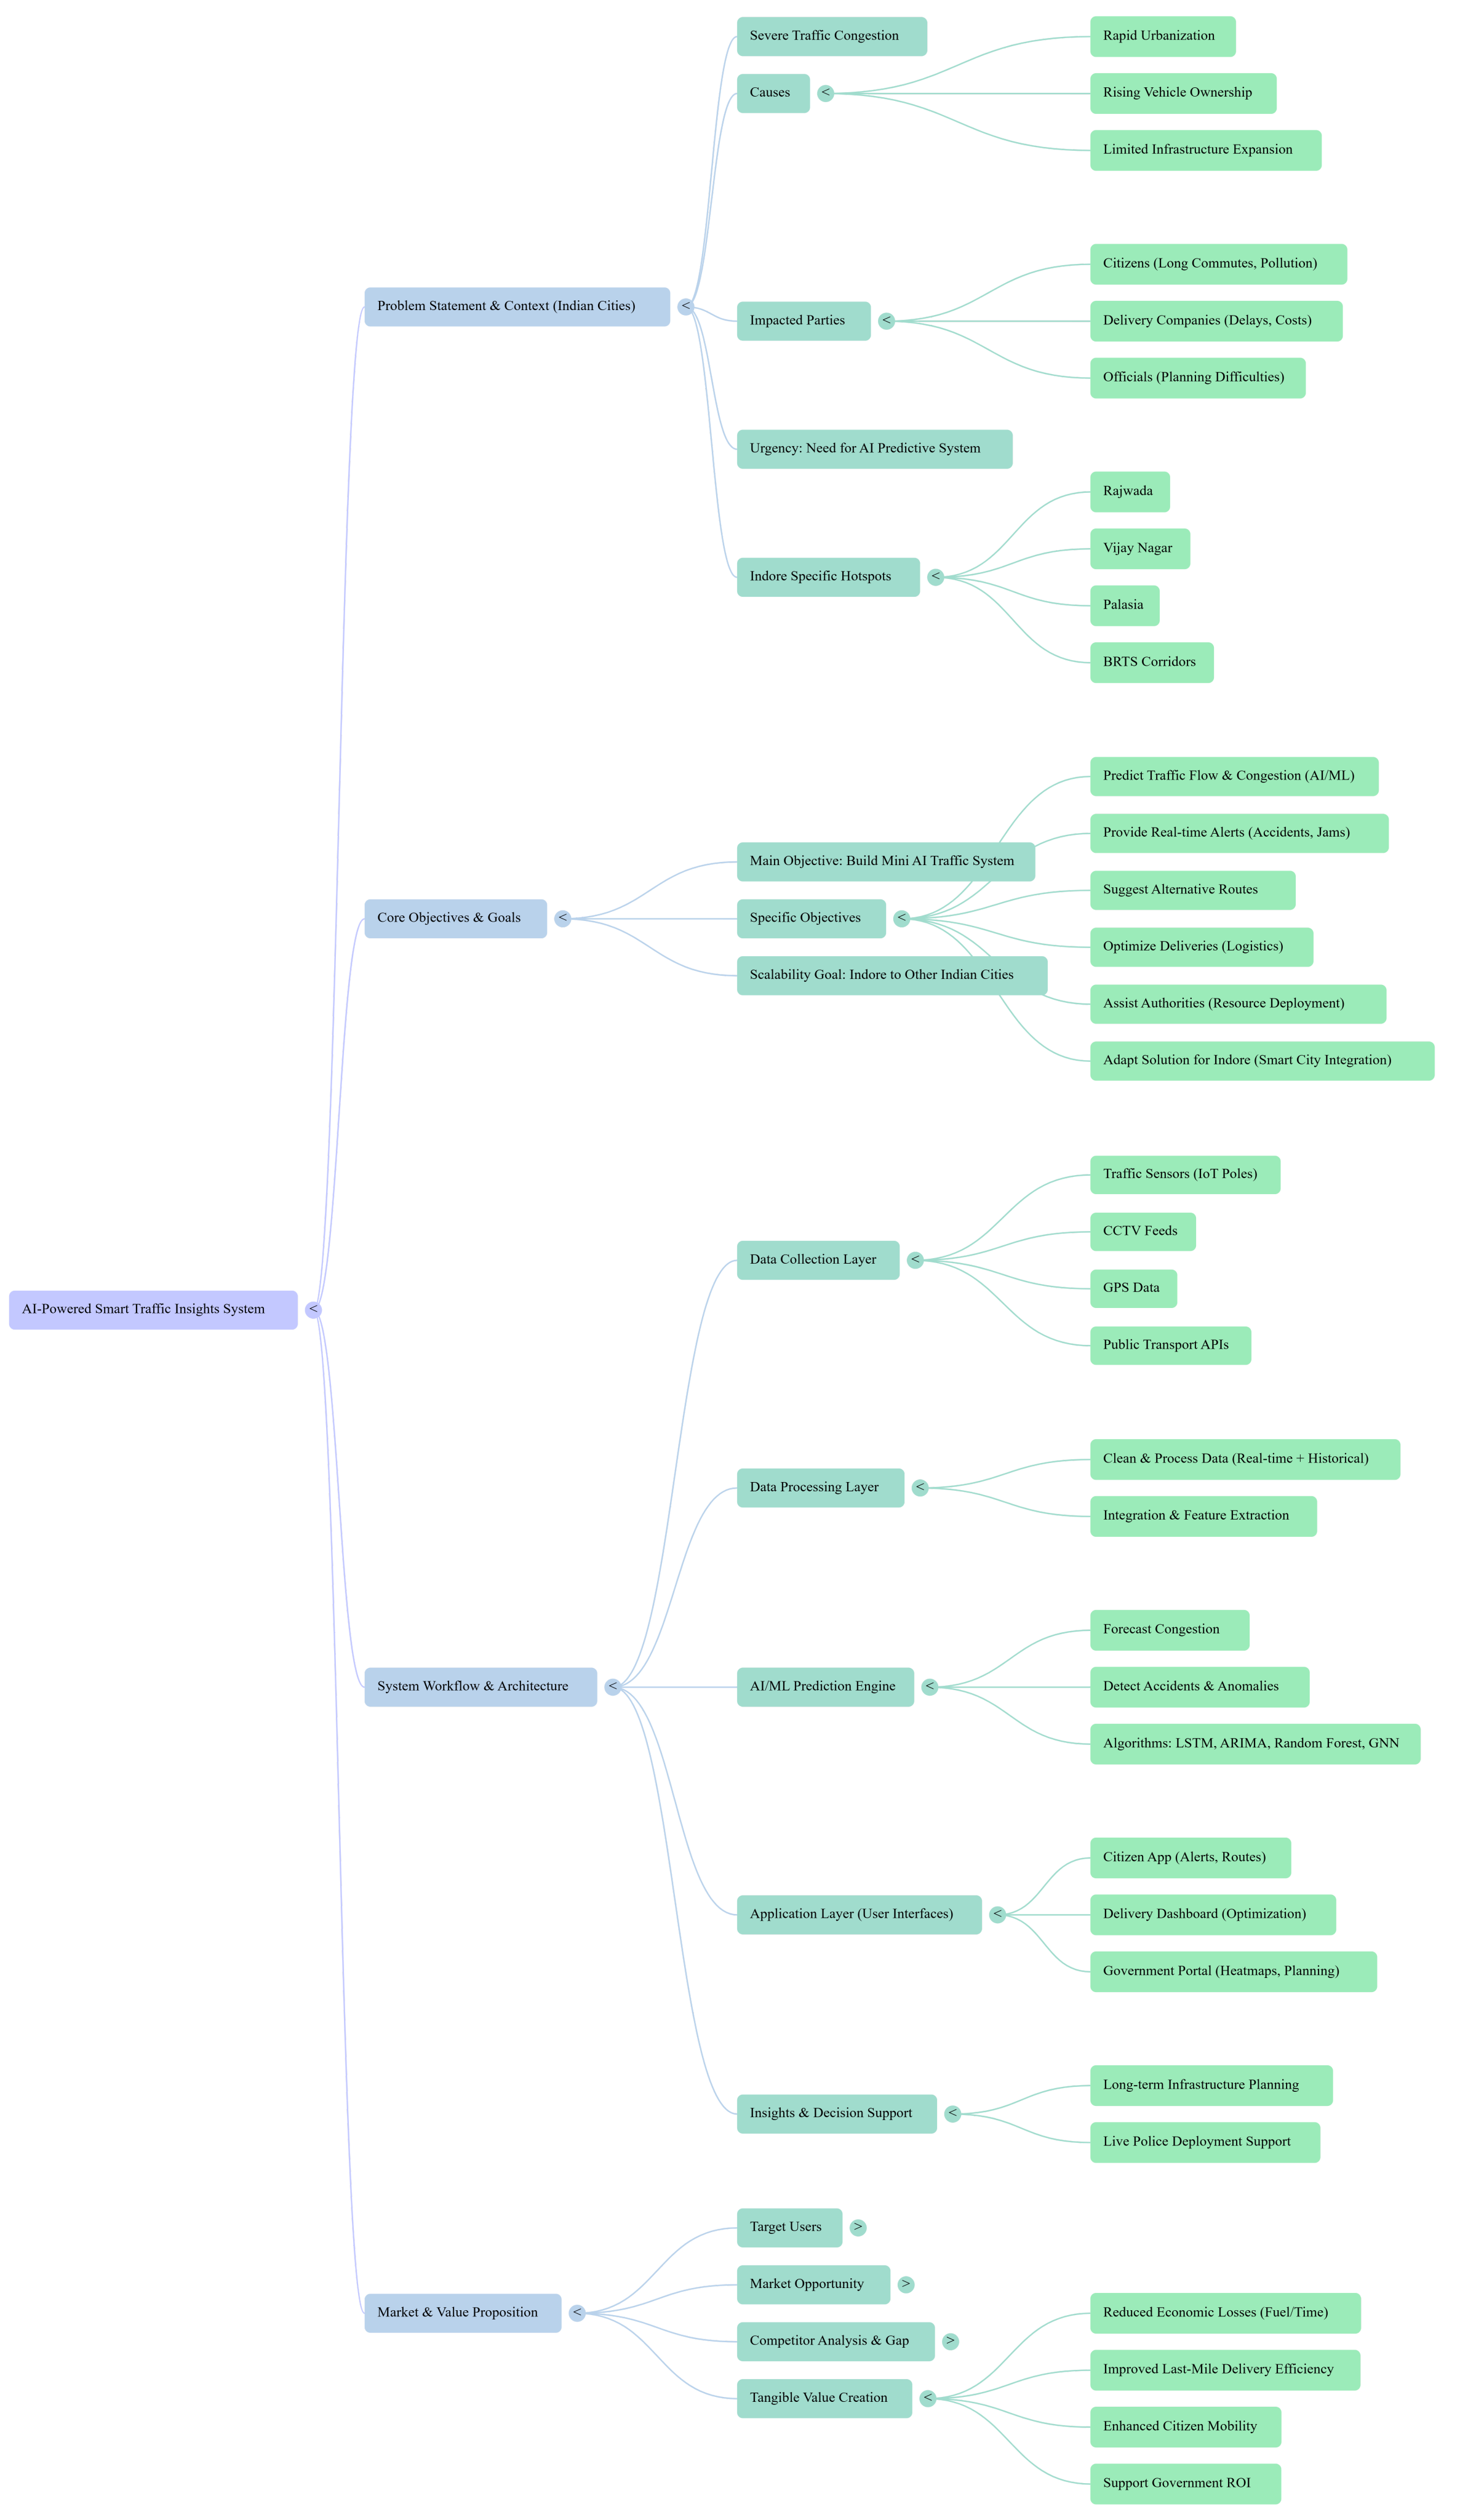 AI-Powered Smart Traffic Insights System
<
Problem Statement & Context (Indian Cities)
<
Severe Traffic Congestion
Causes
<
Rapid Urbanization
Rising Vehicle Ownership
Limited Infrastructure Expansion
Impacted Parties
<
Citizens (Long Commutes, Pollution)
Delivery Companies (Delays, Costs)
Officials (Planning Difficulties)
Urgency: Need for AI Predictive System
Indore Specific Hotspots
<
Rajwada
Vijay Nagar
Palasia
BRTS Corridors
Core Objectives & Goals
<
Main Objective: Build Mini AI Traffic System
Specific Objectives
<
Predict Traffic Flow & Congestion (AI/ML)
Provide Real-time Alerts (Accidents, Jams)
Suggest Alternative Routes
Optimize Deliveries (Logistics)
Assist Authorities (Resource Deployment)
Adapt Solution for Indore (Smart City Integration)
Scalability Goal: Indore to Other Indian Cities
System Workflow & Architecture
<
Data Collection Layer
<
Traffic Sensors (IoT Poles)
CCTV Feeds
GPS Data
Public Transport APIs
Data Processing Layer
<
Clean & Process Data (Real-time + Historical)
Integration & Feature Extraction
AI/ML Prediction Engine
<
Forecast Congestion
Detect Accidents & Anomalies
Algorithms: LSTM, ARIMA, Random Forest, GNN
Application Layer (User Interfaces)
<
Citizen App (Alerts, Routes)
Delivery Dashboard (Optimization)
Government Portal (Heatmaps, Planning)
Insights & Decision Support
<
Long-term Infrastructure Planning
Live Police Deployment Support
Market & Value Proposition
<
Target Users
>
Market Opportunity
>
Competitor Analysis & Gap
>
Tangible Value Creation
<
Reduced Economic Losses (Fuel/Time)
Improved Last-Mile Delivery Efficiency
Enhanced Citizen Mobility
Support Government ROI